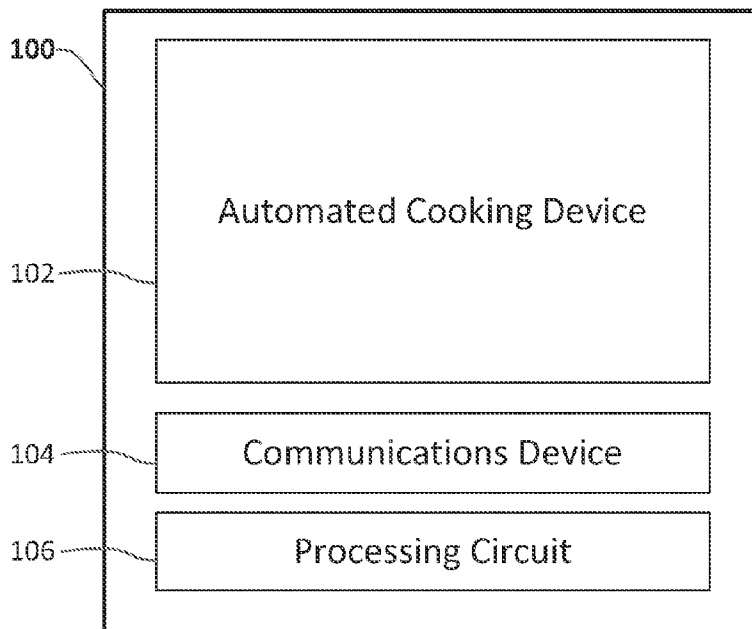 100
Automated Cooking Device
102
104
Communications Device
106
Processing Circuit